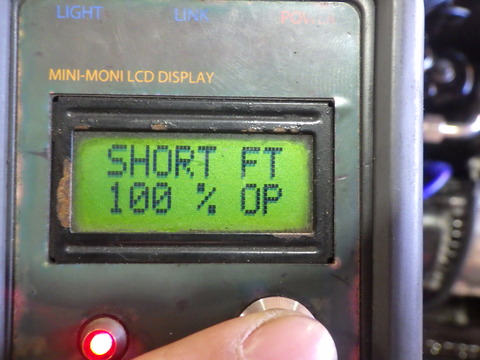 LIGHT LINK
MINI-MONI LCD DISPLAY
SHORT FT
100 % OP